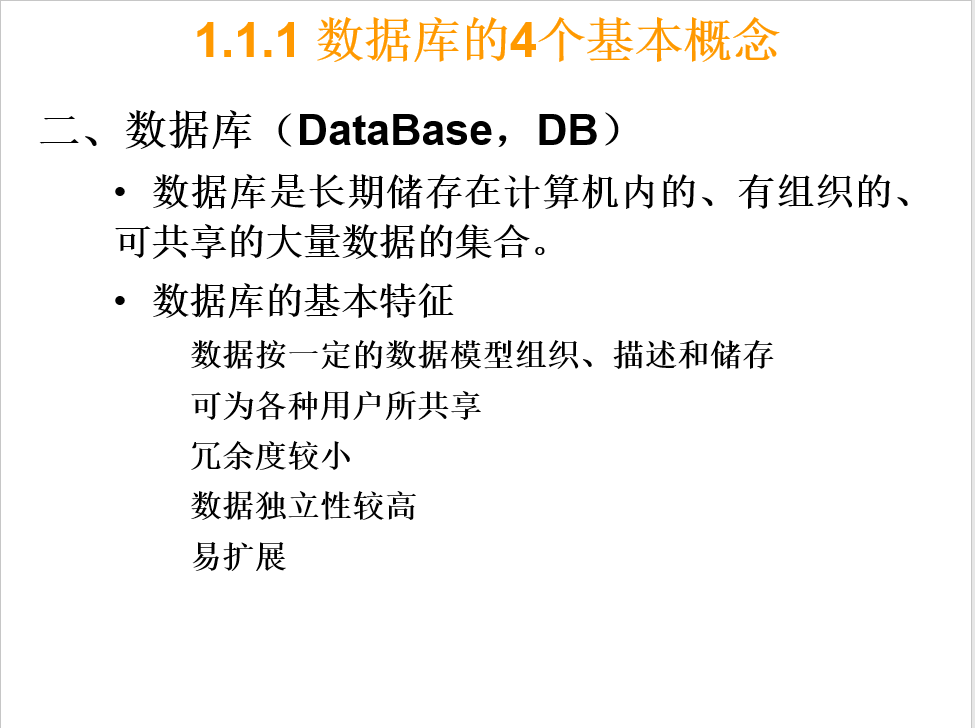 1.1.1 数据库的4个基本概念
二、数据库（DataBase，DB）
• 数据库是长期储存在计算机内的、有组织的、
可共享的大量数据的集合。
• 数据库的基本特征
数据按一定的数据模型组织、描述和储存
可为各种用户所共享
冗余度较小
数据独立性较高
易扩展